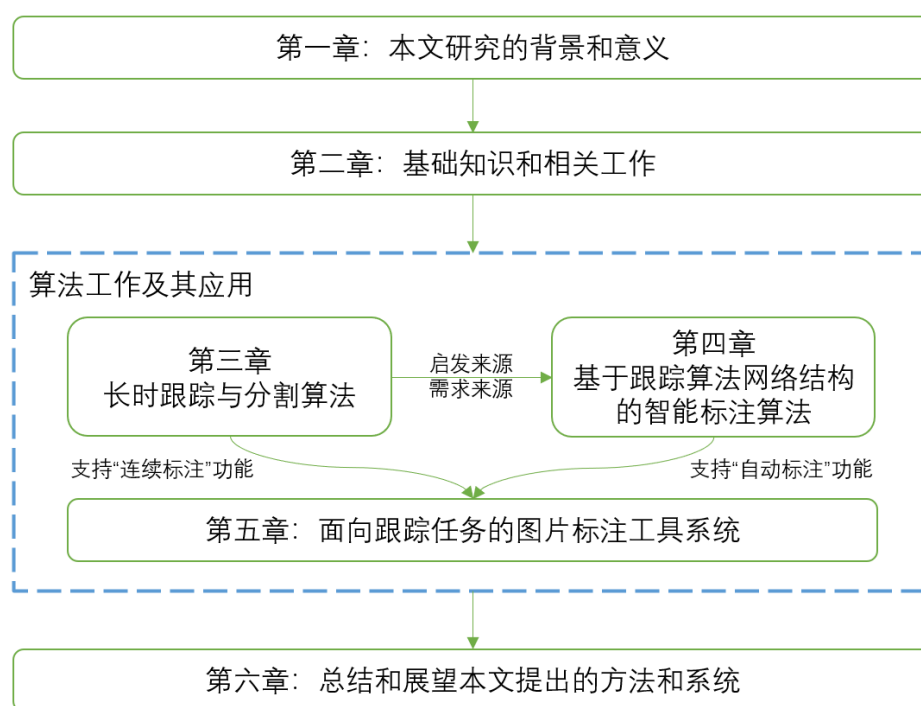 第一章：本文研究的背景和意义
第二章：基础知识和相关工作
算法工作及其应用
第三章
长时跟踪与分割算法
启发来源
需求来源
第四章
基于跟踪算法网络结构
的智能标注算法
支持“连续标注”功能
支持“自动标注”功能
第五章：面向跟踪任务的图片标注工具系统
第六章：总结和展望本文提出的方法和系统